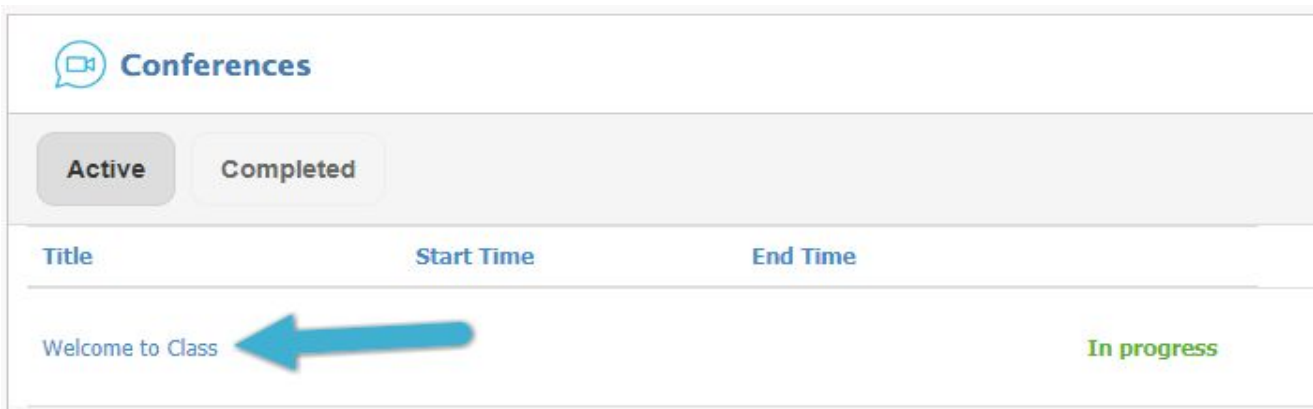 Conferences
Active Completed
Title Start Time End Time
Welcome to Class In progress